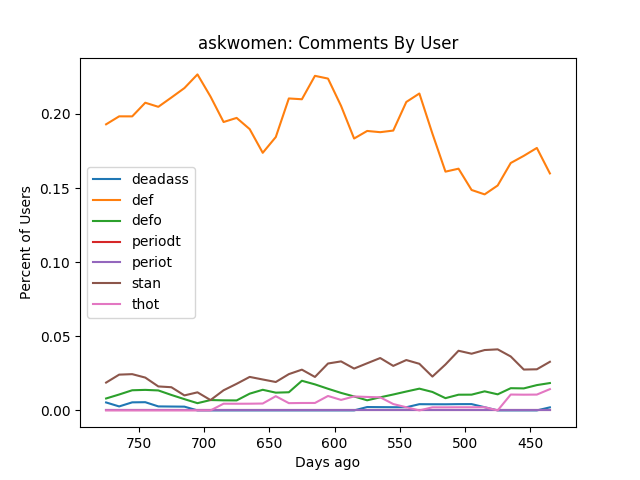 askwomen: Comments By User
Percent of Users
0.20
0.15
0.10
0.05
0.00
deadass
def
defo
periodt
periot
stan
thot
750 700 650 600 550 500 450
Days ago